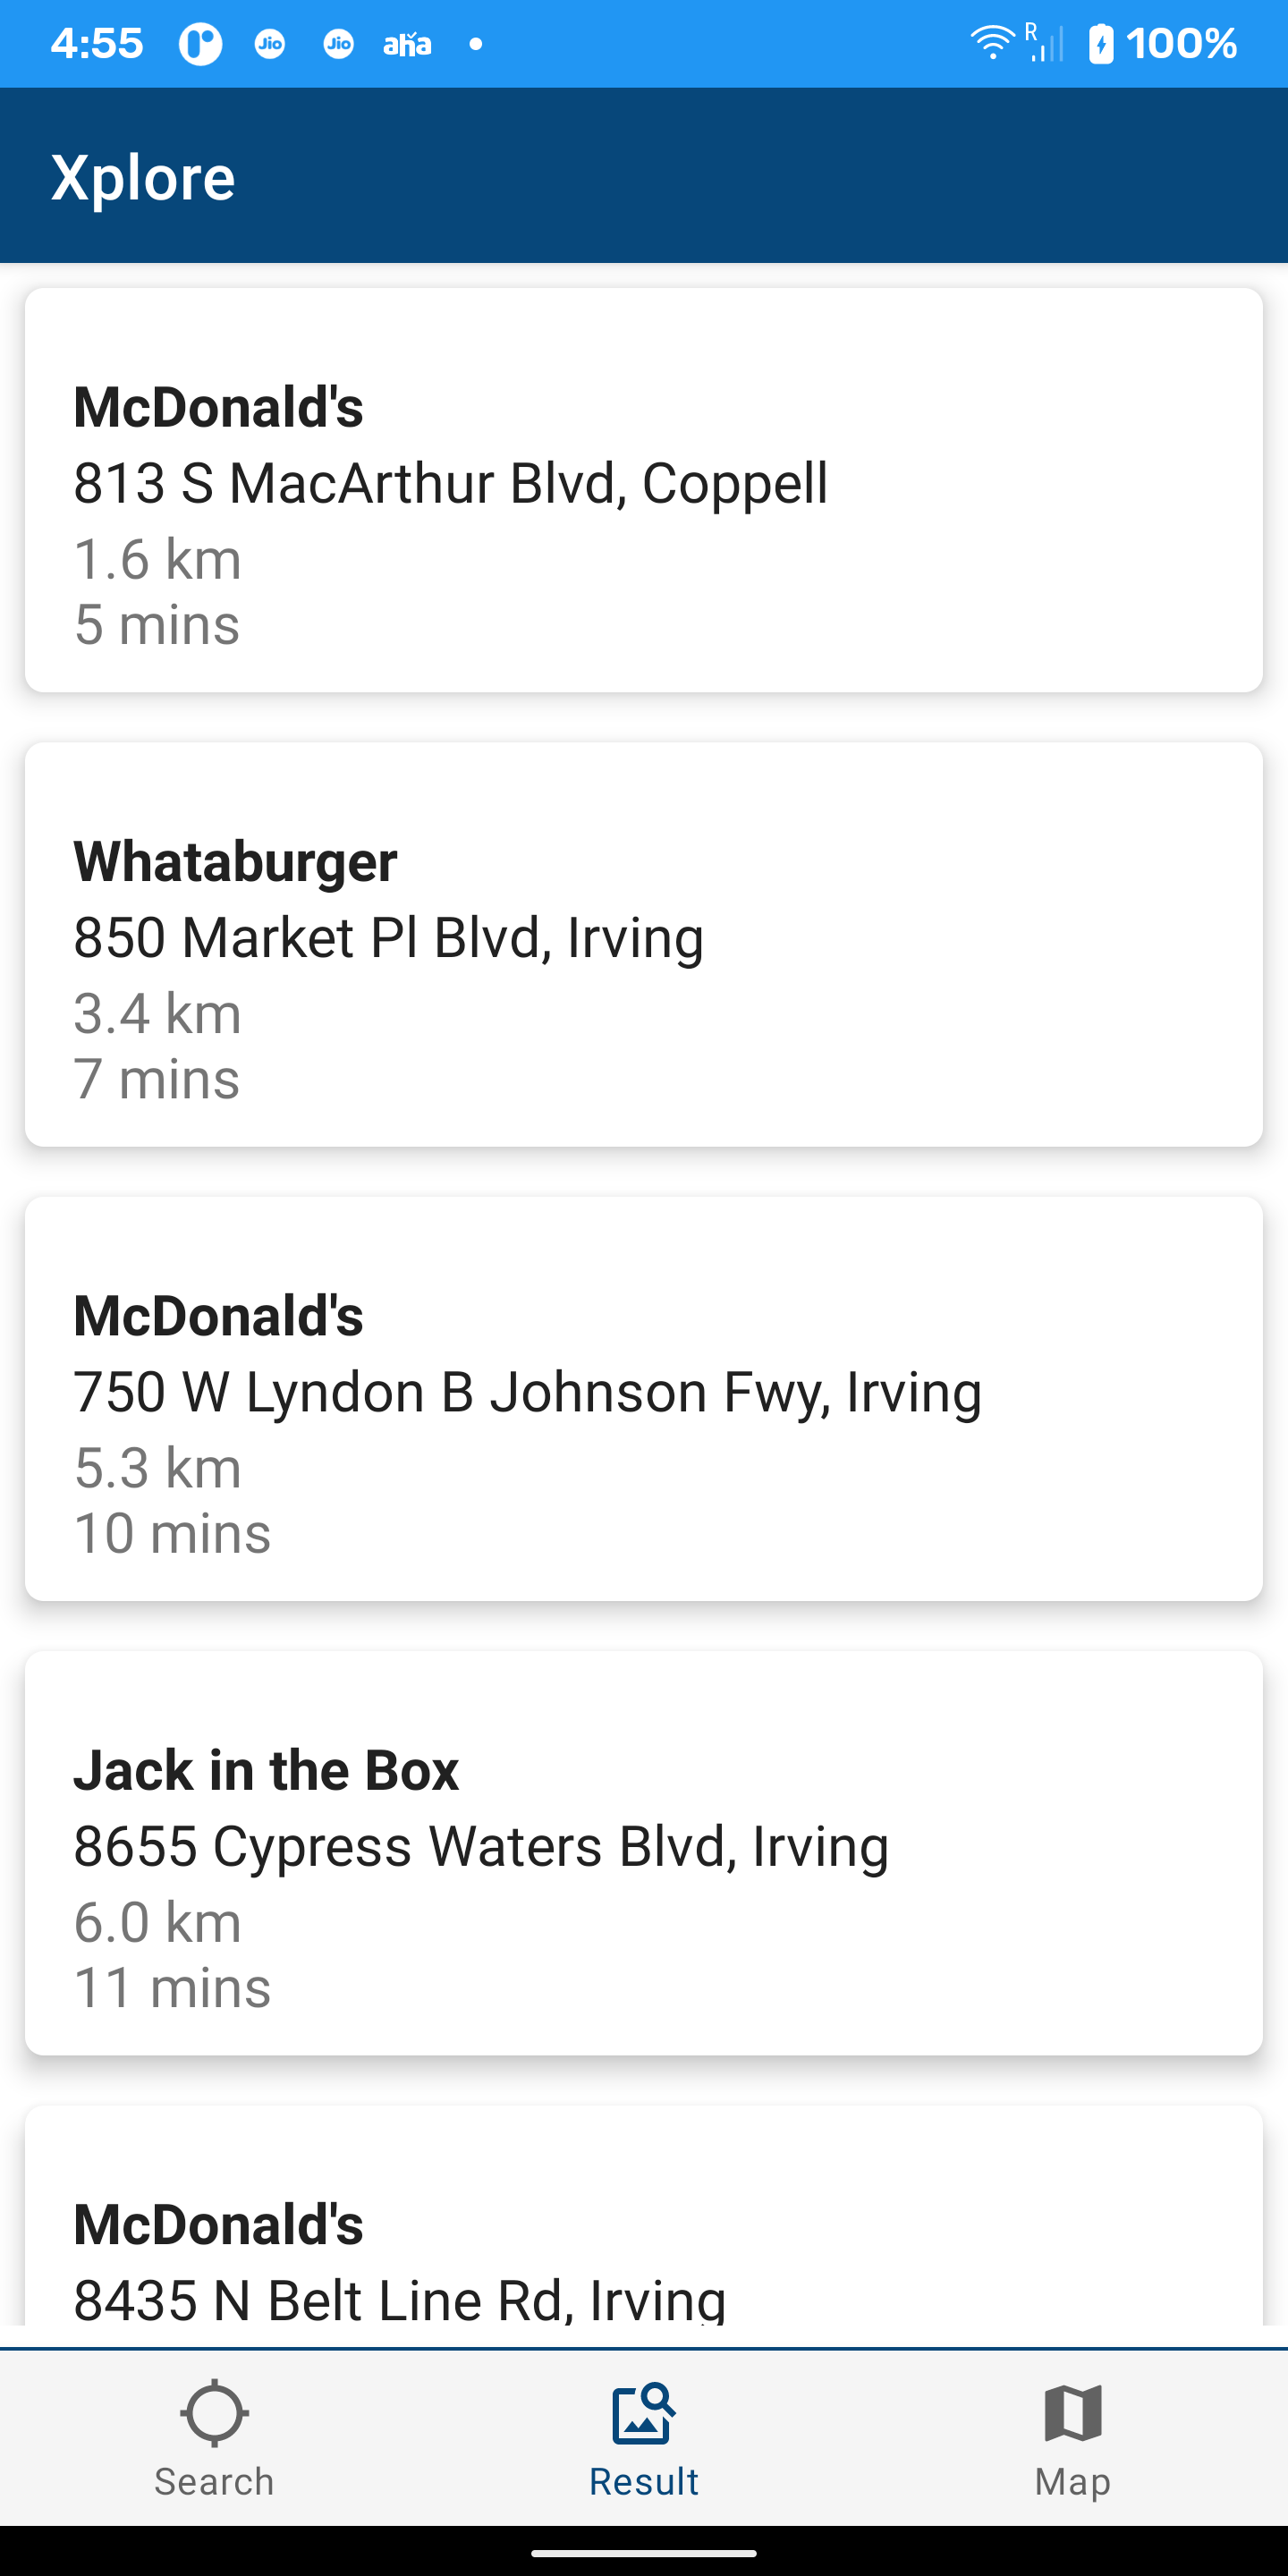 4:55 Jio Jio aha R 100%
Xplore
McDonald's
813 S MacArthur Blvd, Coppell
1.6 km
5 mins
Whataburger
850 Market Pl Blvd, Irving
3.4 km
7 mins
McDonald's
750 W Lyndon B Johnson Fwy, Irving
5.3 km
10 mins
Jack in the Box
8655 Cypress Waters Blvd, Irving
6.0 km
11 mins
McDonald's
8435 N Belt Line Rd, Irving
Search Result Map